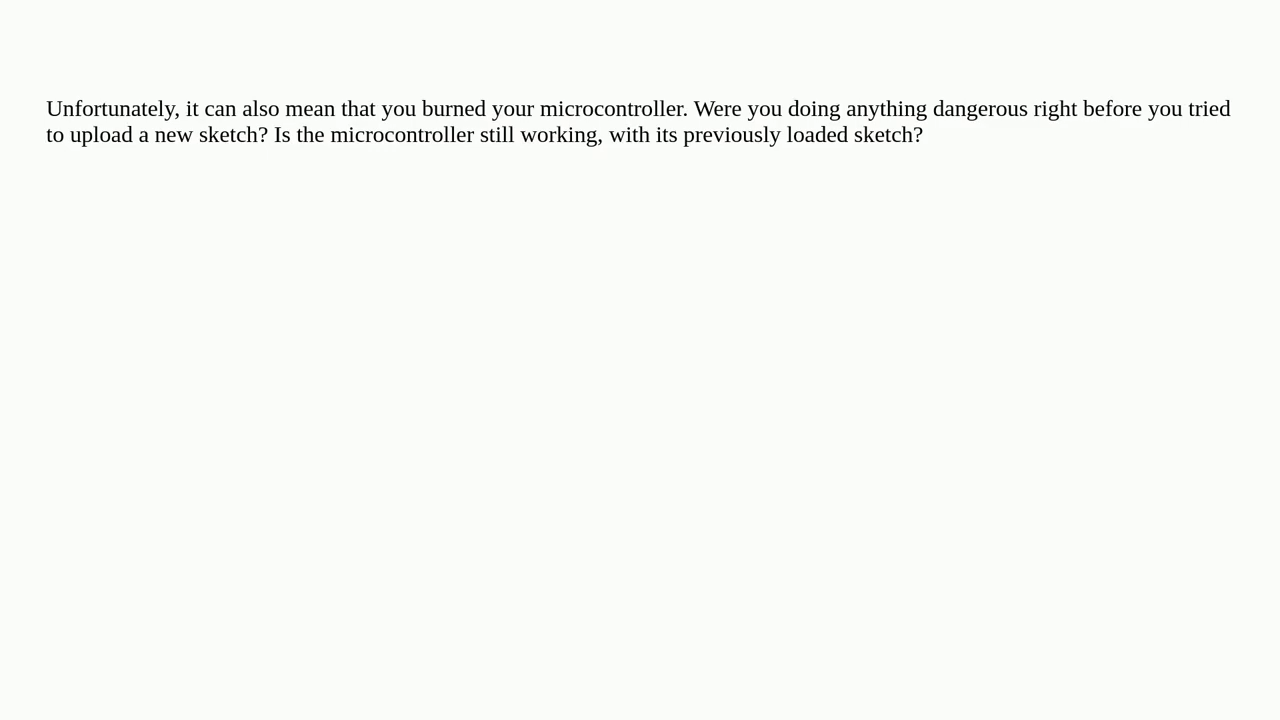 Unfortunately, it can also mean that you burned your microcontroller. Were you doing anything dangerous right before you tried
to upload a new sketch? Is the microcontroller still working, with its previously loaded sketch?